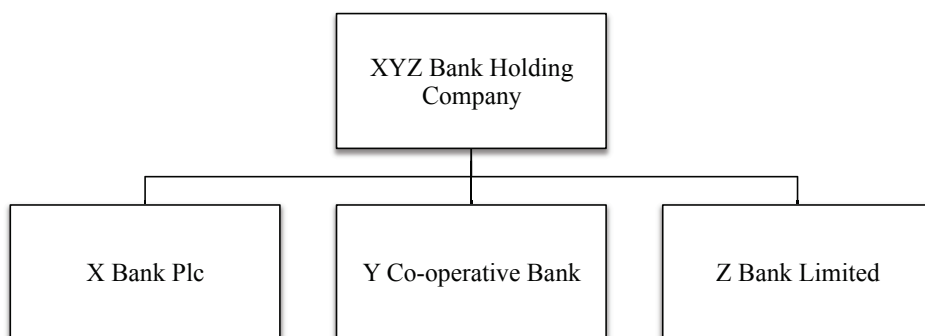 XYZ Bank Holding
Company
X Bank Plc
Y Co-operative Bank
Z Bank Limited